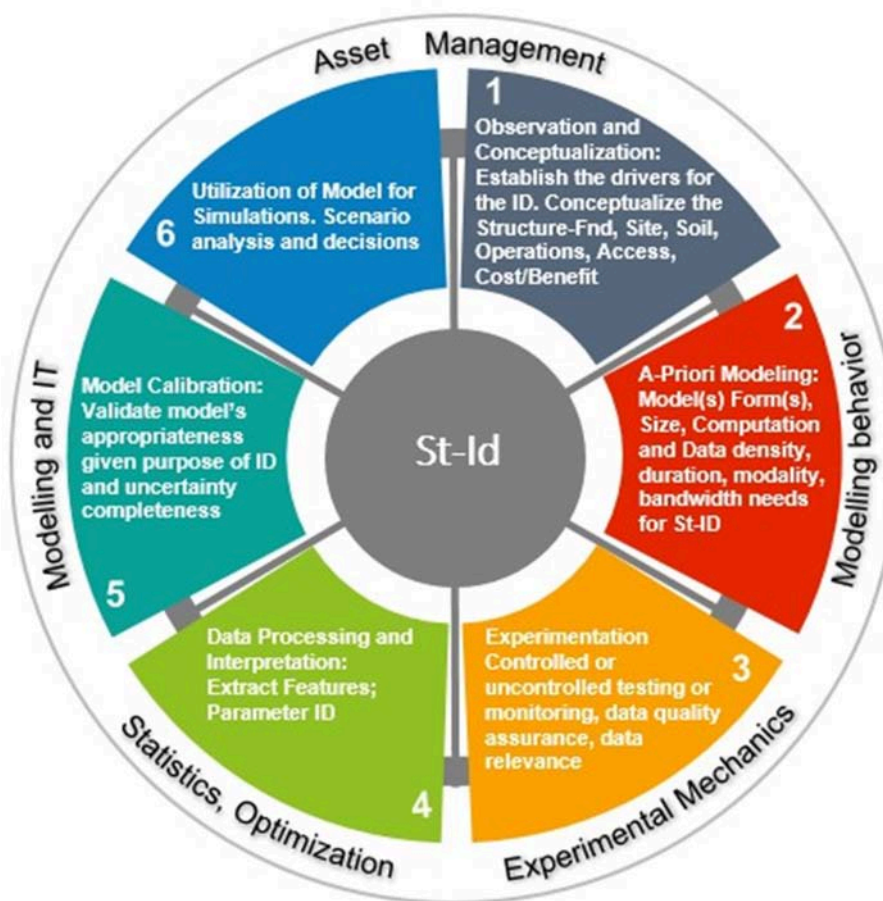 Asset Management
1
Observation and
Conceptualization:
Establish the drivers for
the ID. Conceptualize the
Structure-Fnd, Site, Soil,
Operations, Access,
Cost/Benefit
2
A-Priori Modeling:
Model(s) Form(s),
Size, Computation
and Data density,
duration, modality,
bandwidth needs
for St-ID
Modelling behavior
3
Experimentation
Controlled or
uncontrolled testing or
monitoring, data quality
assurance, data
relevance
Experimental Mechanics
Data Processing and
Interpretation:
Extract Features;
Parameter ID
4
Statistics, Optimization
Model Calibration:
Validate model's
appropriateness
given purpose of ID
and uncertainty
completeness
5
Modelling and IT
Utilization of Model for
Simulations. Scenario
analysis and decisions
6
St-Id